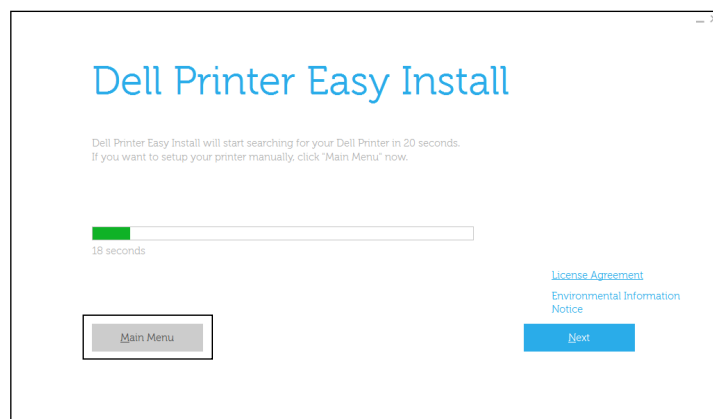 Dell Printer Easy Install
Dell Printer Easy Install will start searching for your Dell Printer in 20 seconds.
If you want to setup your printer manually, click "Main Menu" now.
18 seconds
License Agreement
Environmental Information
Notice
Main Menu
Next